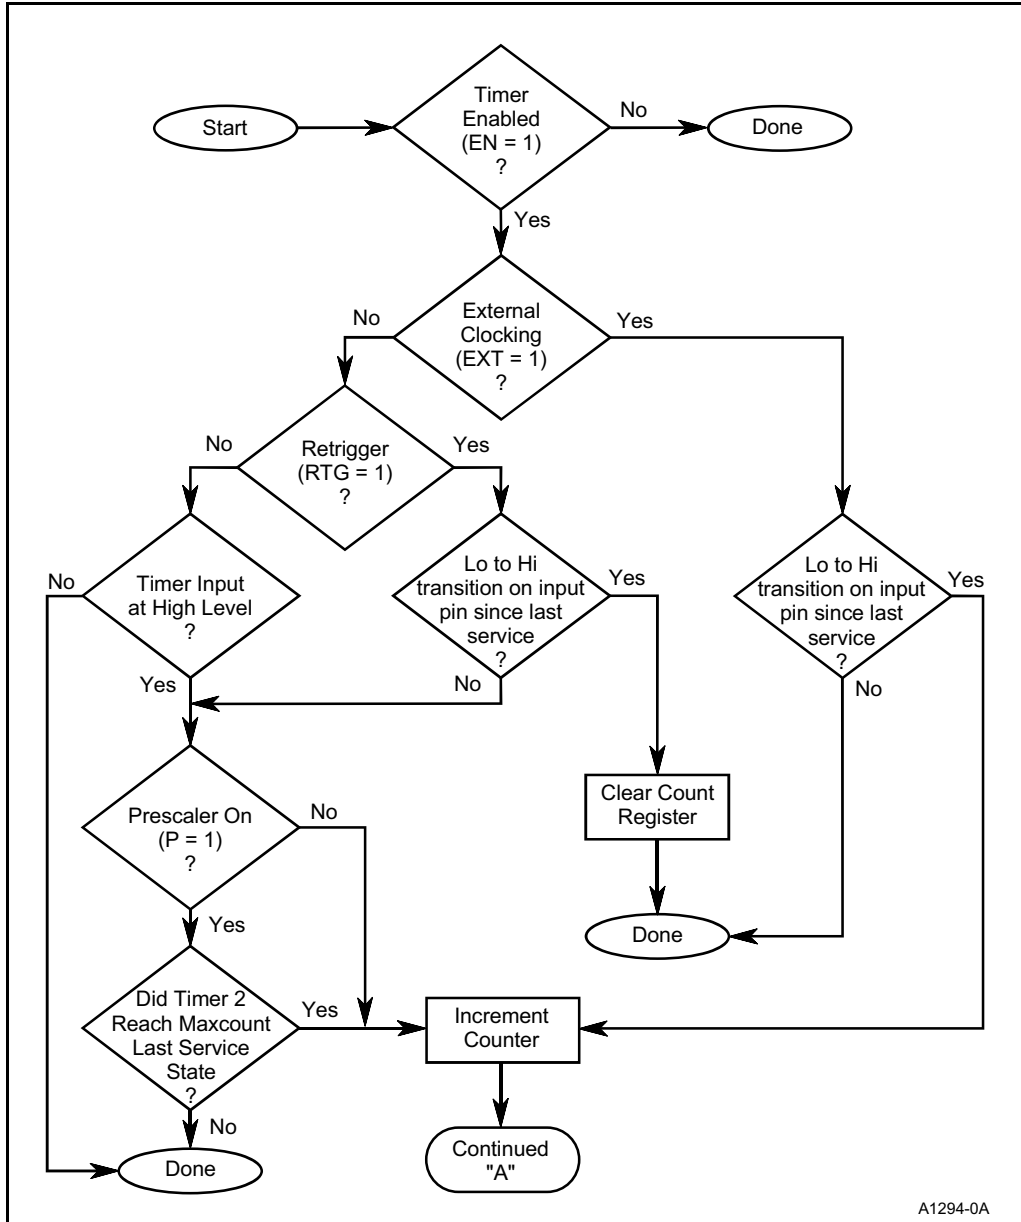 Start
Timer
Enabled
(EN = 1)
?
No
Done
Yes
External
Clocking
(EXT = 1)
?
No
Yes
Retrigger
(RTG = 1)
?
No
Yes
Timer Input
at High Level
?
No
Yes
Lo to Hi
transition on input
pin since last
service
?
Yes
No
Lo to Hi
transition on input
pin since last
service
?
Yes
No
Prescaler On
(P = 1)
?
No
Yes
Clear Count
Register
Done
Did Timer 2
Reach Maxcount
Last Service
State
?
Yes
No
Increment
Counter
Done
Continued
"A"
A1294-0A